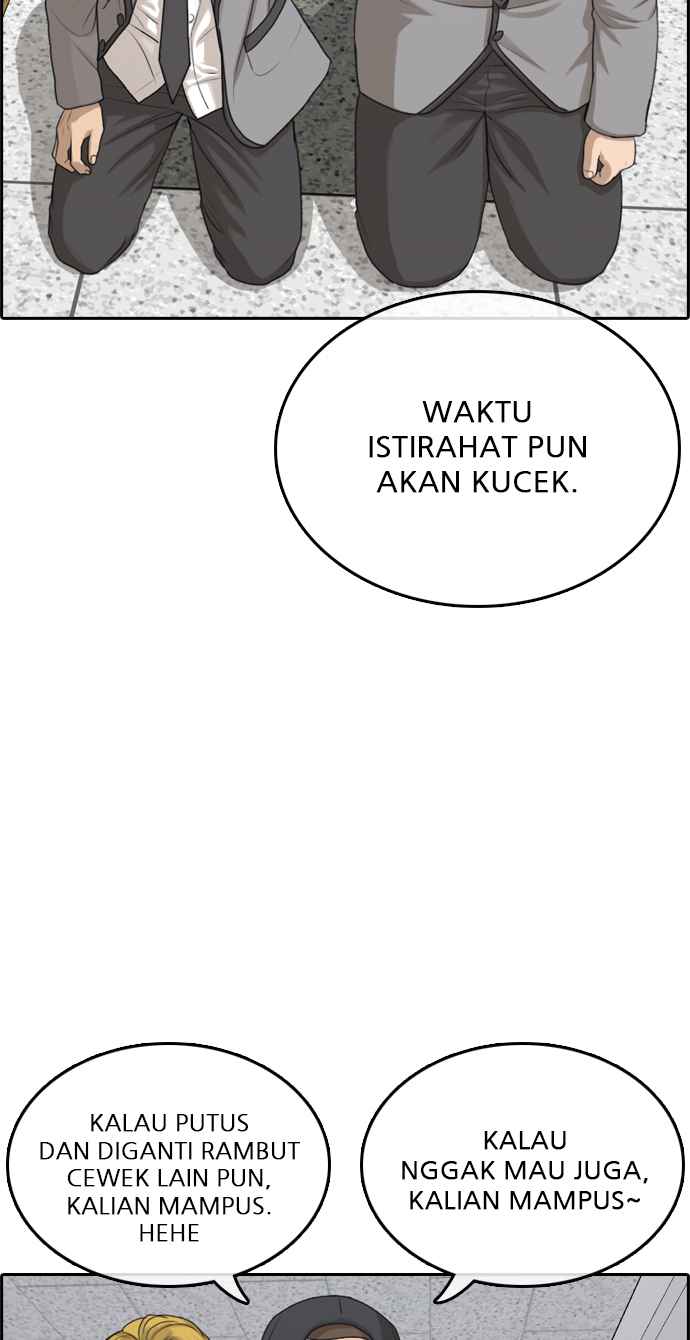 WAKTU
ISTIRAHAT PUN
AKAN KUCEK.
KALAU PUTUS
DAN DIGANTI RAMBUT
CEWEK LAIN PUN,
KALIAN MAMPUS.
HEHE
KALAU
NGGAK MAU JUGA,
KALIAN MAMPUS~